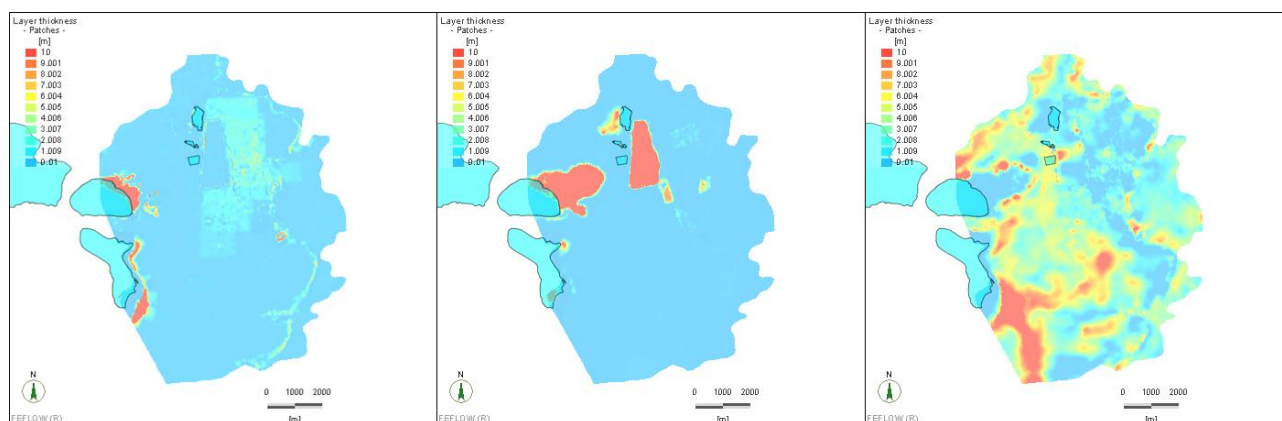 Layer thickness
- Patches -
[m]
10
9.001
8.002
7.003
6.004
5.005
4.006
3.007
2.008
1.009
0.01
N
0 1000 2000
[m]
FEFLOW (R)
Layer thickness
- Patches -
[m]
10
9.001
8.002
7.003
6.004
5.005
4.006
3.007
2.008
1.009
0.01
N
0 1000 2000
[m]
FEFLOW (R)
Layer thickness
- Patches -
[m]
10
9.001
8.002
7.003
6.004
5.005
4.006
3.007
2.008
1.009
0.01
N
0 1000 2000
[m]
FEFLOW (R)